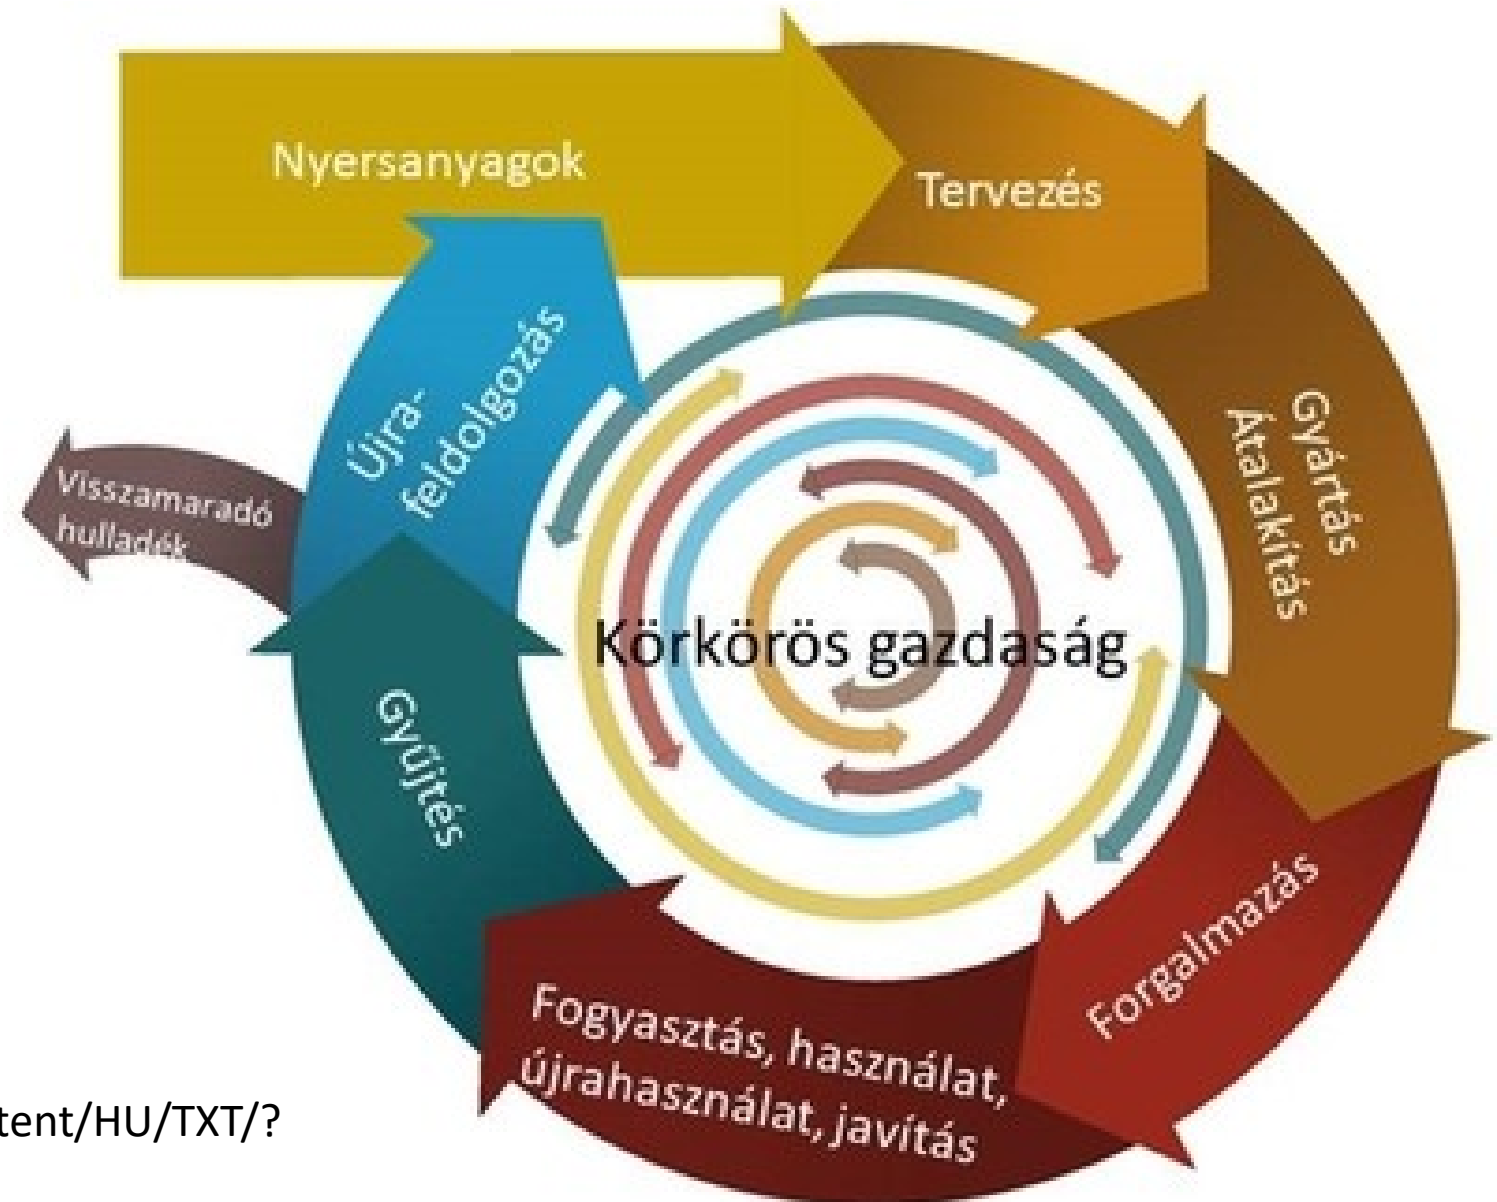 Nyersanyagok
Tervezés
Gyártás
Átalakítás
Forgalmazás
Fogyasztás, használat,
újrahasználat, javítás
Gyűjtés
Újra-
feldolgozás
Visszamaradó
hulladék
Körkörös gazdaság
tent/HU/TXT/?